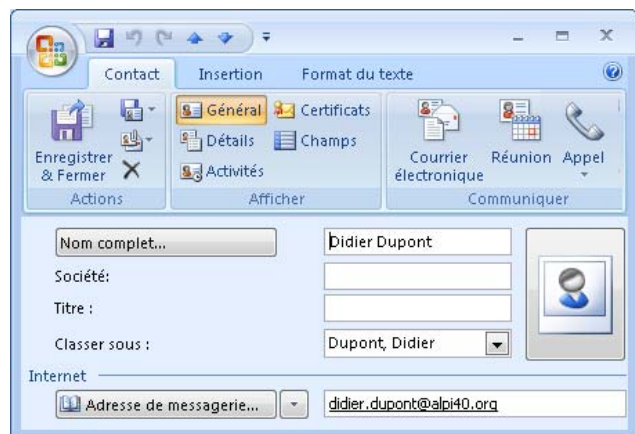 Contact Insertion Format du texte
Général Certificats
Enregistrer & Fermer Détails Champs Courrier électronique Réunion Appel
Activités
Actions Afficher Communiquer
Nom complet... Didier Dupont
Société:
Titre :
Classer sous : Dupont, Didier
Internet
Adresse de messagerie... didier.dupont@alpi40.org